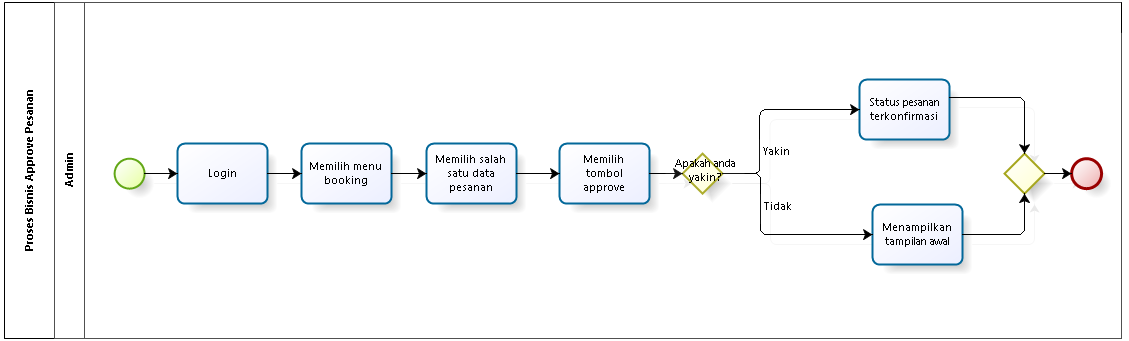 Proses Bisnis Approve Pesanan
Admin
Login
Memilih menu
booking
Memilih salah
satu data
pesanan
Memilih
tombol
approve
Apakah anda
yakin?
Yakin
Tidak
Status pesanan
terkonfirmasi
Menampilkan
tampilan awal